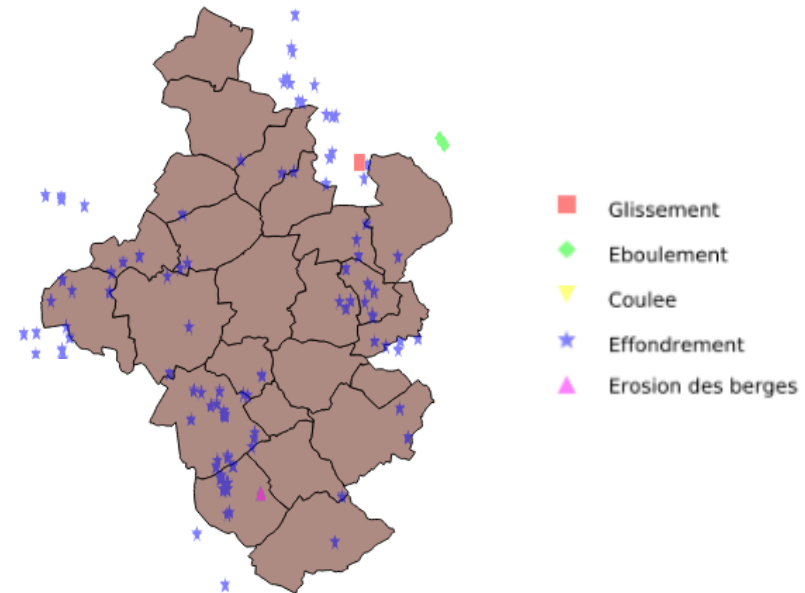 Glissement
Eboulement
Coulee
Effondrement
Erosion des berges